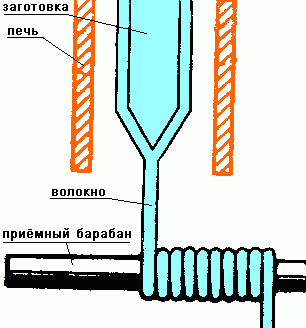 заготовка
печь
волокно
приёмный барабан